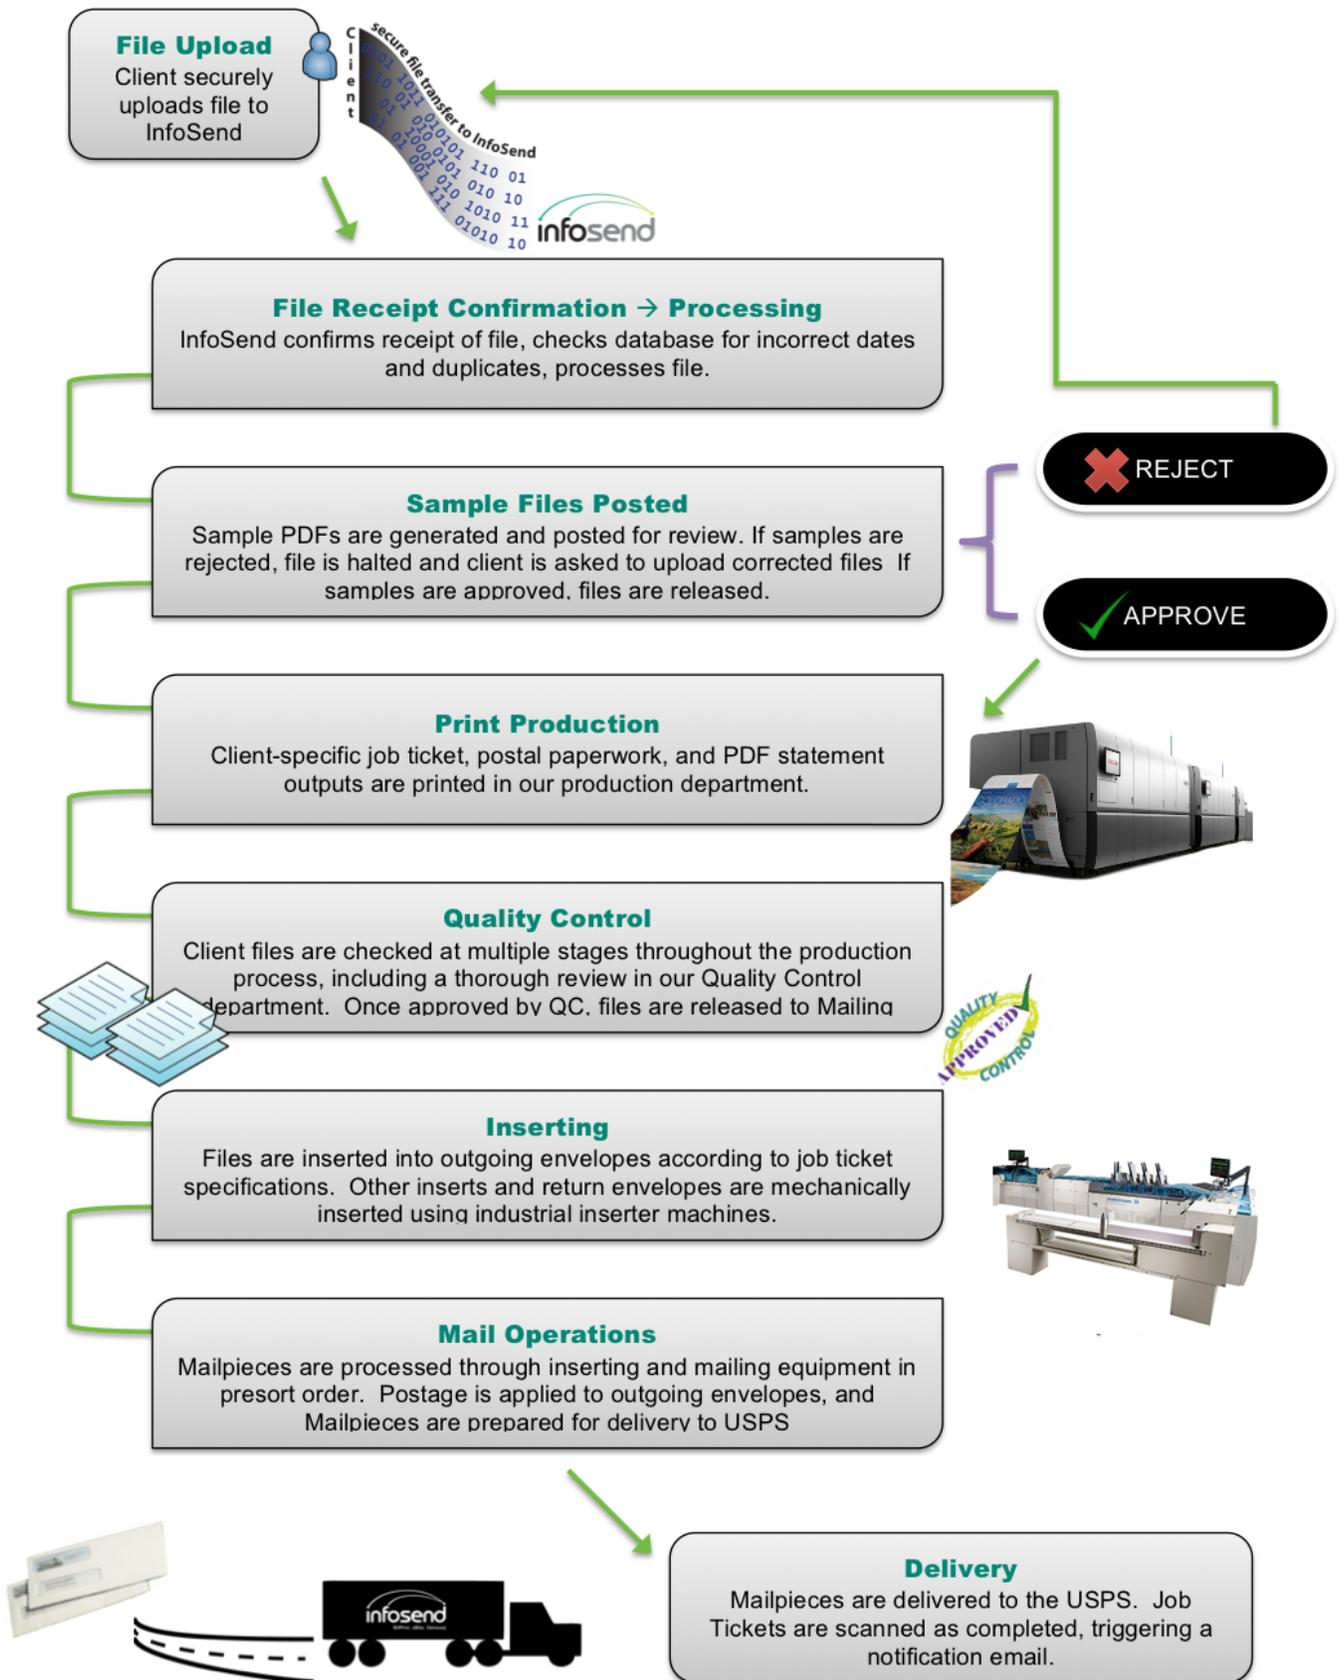 File Upload
Client securely
uploads file to
InfoSend
Client
secure file transfer to InfoSend
infosend
File Receipt Confirmation → Processing
InfoSend confirms receipt of file, checks database for incorrect dates
and duplicates, processes file.
Sample Files Posted
Sample PDFs are generated and posted for review. If samples are
rejected, file is halted and client is asked to upload corrected files  If
samples are approved, files are released.
REJECT
APPROVE
Print Production
Client-specific job ticket, postal paperwork, and PDF statement
outputs are printed in our production department.
Quality Control
Client files are checked at multiple stages throughout the production
process, including a thorough review in our Quality Control
department.  Once approved by QC, files are released to Mailing
QUALITY
APPROVED
CONTROL
Inserting
Files are inserted into outgoing envelopes according to job ticket
specifications.  Other inserts and return envelopes are mechanically
inserted using industrial inserter machines.
Mail Operations
Mailpieces are processed through inserting and mailing equipment in
presort order.  Postage is applied to outgoing envelopes, and
Mailpieces are prepared for delivery to USPS
infosend
Delivery
Mailpieces are delivered to the USPS.  Job
Tickets are scanned as completed, triggering a
notification email.